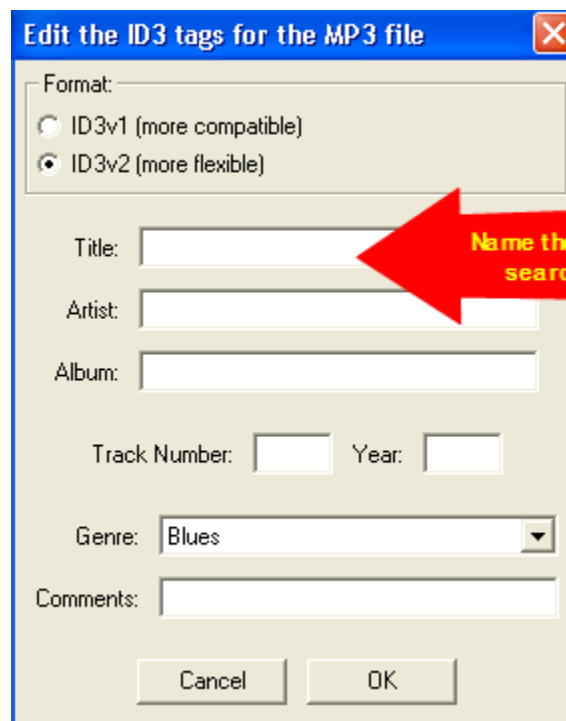 Edit the ID3 tags for the MP3 file
Format:
ID3v1 (more compatible)
ID3v2 (more flexible)
Title:
Name
Artist:
Album:
Track Number: Year:
Genre: Blues
Comments:
Cancel OK